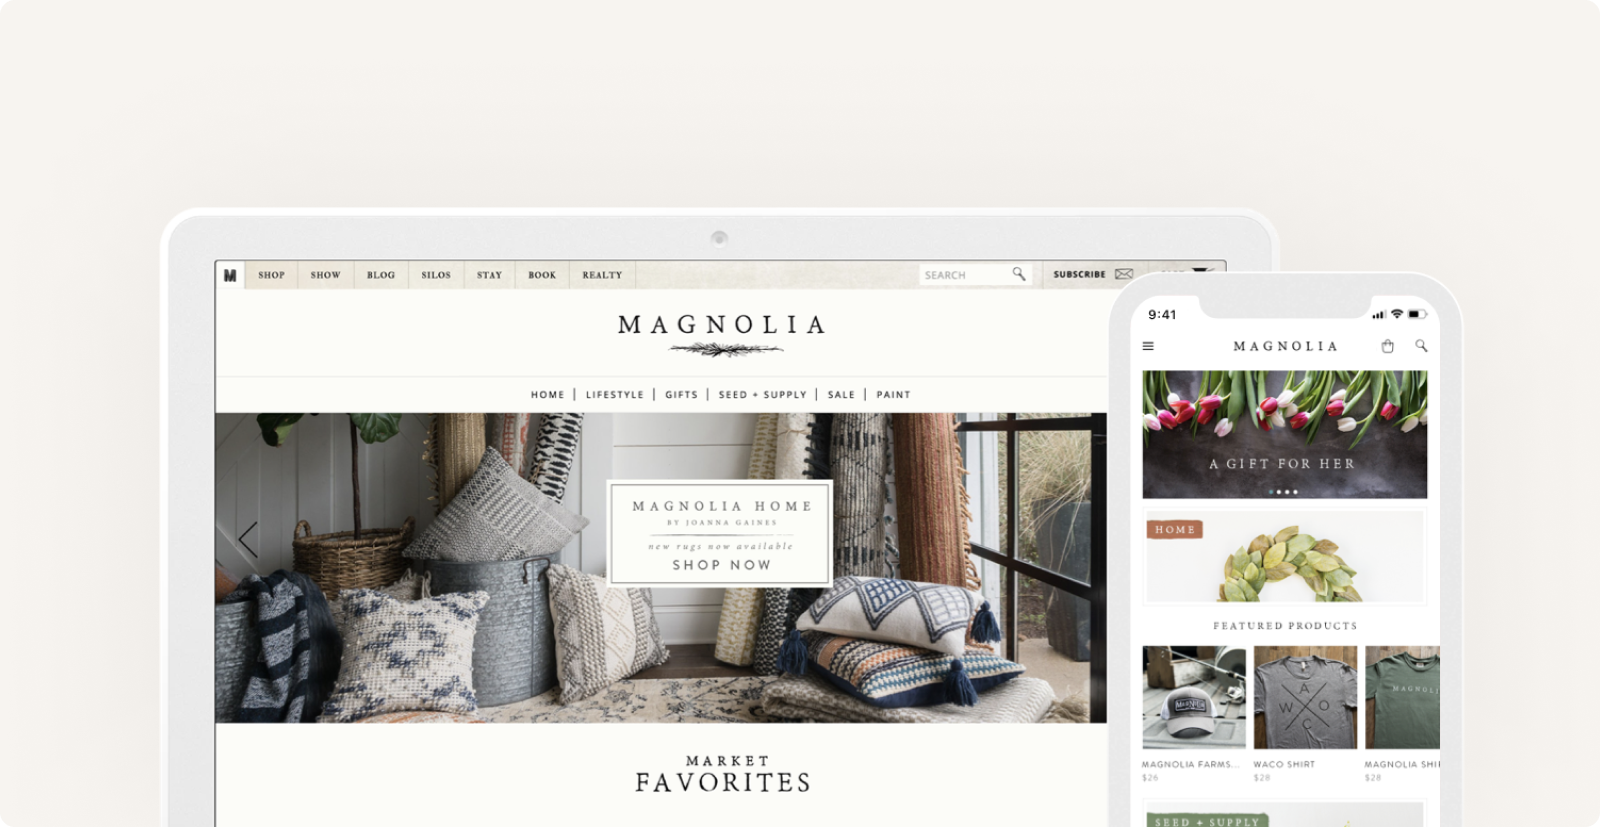 M SHOP SHOW BLOG SILOS STAY BOOK REALTY SEARCH SUBSCRIBE
MAGNOLIA
HOME | LIFESTYLE | GIFTS | SEED + SUPPLY | SALE | PAINT
MAGNOLIA HOME
BY JOANNA GAINES
new rugs now available
SHOP NOW
MARKET
FAVORITES
9:41
MAGNOLIA
A GIFT FOR HER
HOME
FEATURED PRODUCTS
MAGNOLIA
A
W O
C
MAGNOLI
MAGNOLIA FARMS... WACO SHIRT MAGNOLIA SHI
$26 $28 $28
SEED + SUPPLY